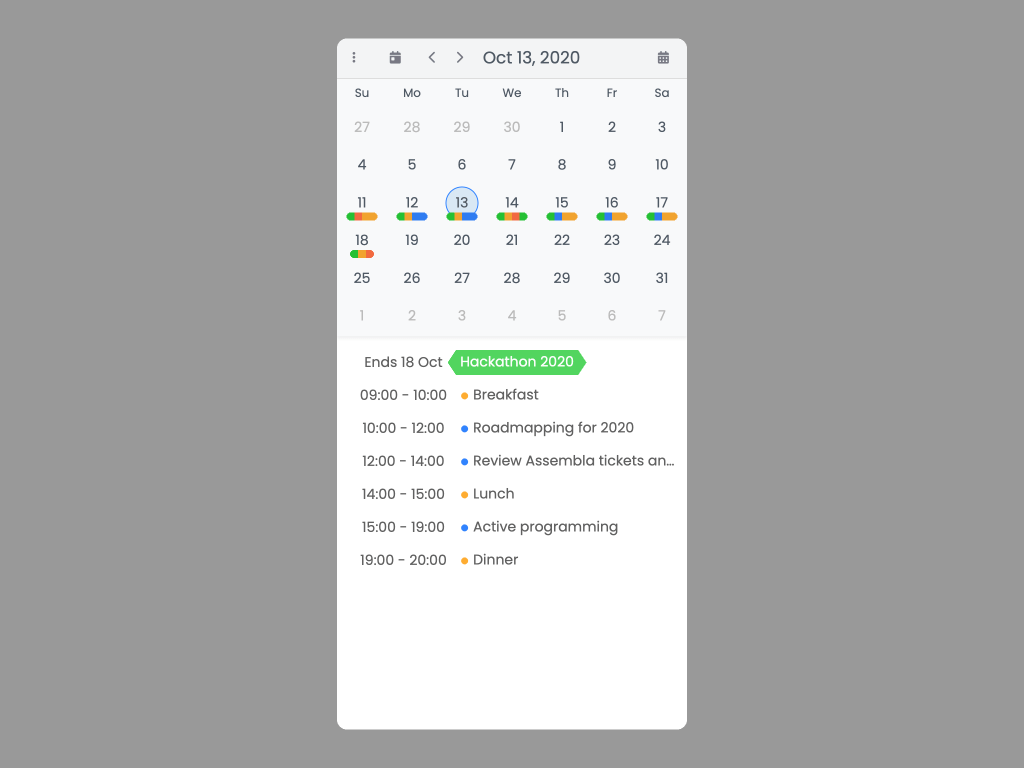 Oct 13, 2020
Su Mo Tu We Th Fr Sa
27 28 29 30 1 2 3
4 5 6 7 8 9 10
11 12 13 14 15 16 17
18 19 20 21 22 23 24
25 26 27 28 29 30 31
1 2 3 4 5 6 7
Ends 18 Oct Hackathon 2020
09:00 - 10:00 Breakfast
10:00 - 12:00 Roadmapping for 2020
12:00 - 14:00 Review Assembla tickets an...
14:00 - 15:00 Lunch
15:00 - 19:00 Active programming
19:00 - 20:00 Dinner